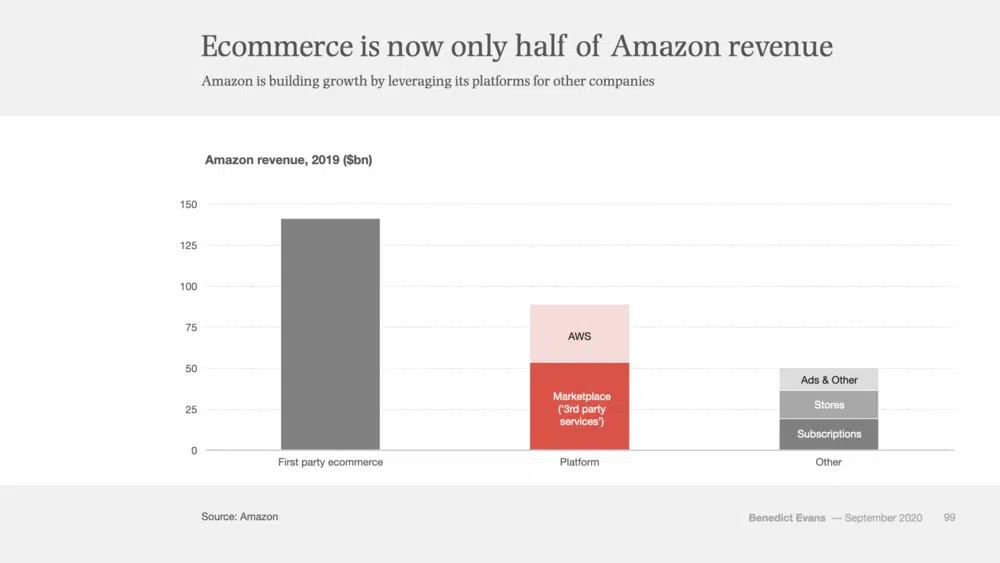 Ecommerce is now only half of Amazon revenue
Amazon is building growth by leveraging its platforms for other companies
Amazon revenue, 2019 ($bn)
150
125
100
75
50
25
0
AWS
Marketplace
(‘3rd party
services’)
Ads & Other
Stores
Subscriptions
First party ecommerce
Platform
Other
Source: Amazon
Benedict Evans — September 2020 99